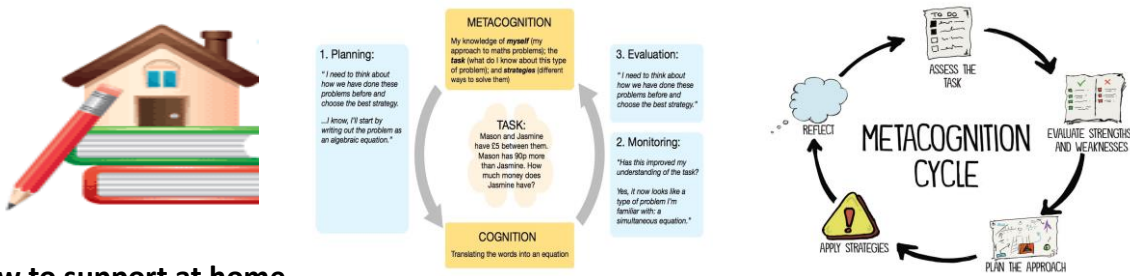 METACOGNITION
My knowledge of myself (my
approach to maths problems); the
task (what do I know about this
type of problem); and strategies (different
ways to solve them)
1. Planning:
" I need to think about
how we have done these
problems before and
choose the best strategy.
...I know, I'll start by
writing out the problem as
an algebraic equation."
TASK:
Mason and Jasmine
have £5 between them.
Mason has 90p more
than Jasmine. How
much money does
Jasmine have?
3. Evaluation:
" I need to think about
how we have done these
problems before and
choose the best strategy."
2. Monitoring:
"Has this improved my
understanding of the task?
Yes, it now looks like a
type of problem I'm
familiar with: a
simultaneous equation."
COGNITION
Translating the words into an equation
METACOGNITION
CYCLE
TO DO
ASSESS THE
TASK
EVALUATE STRENGTHS
AND WEAKNESSES
PLAN THE APPROACH
APPLY STRATEGIES
REFLECT
to support at home